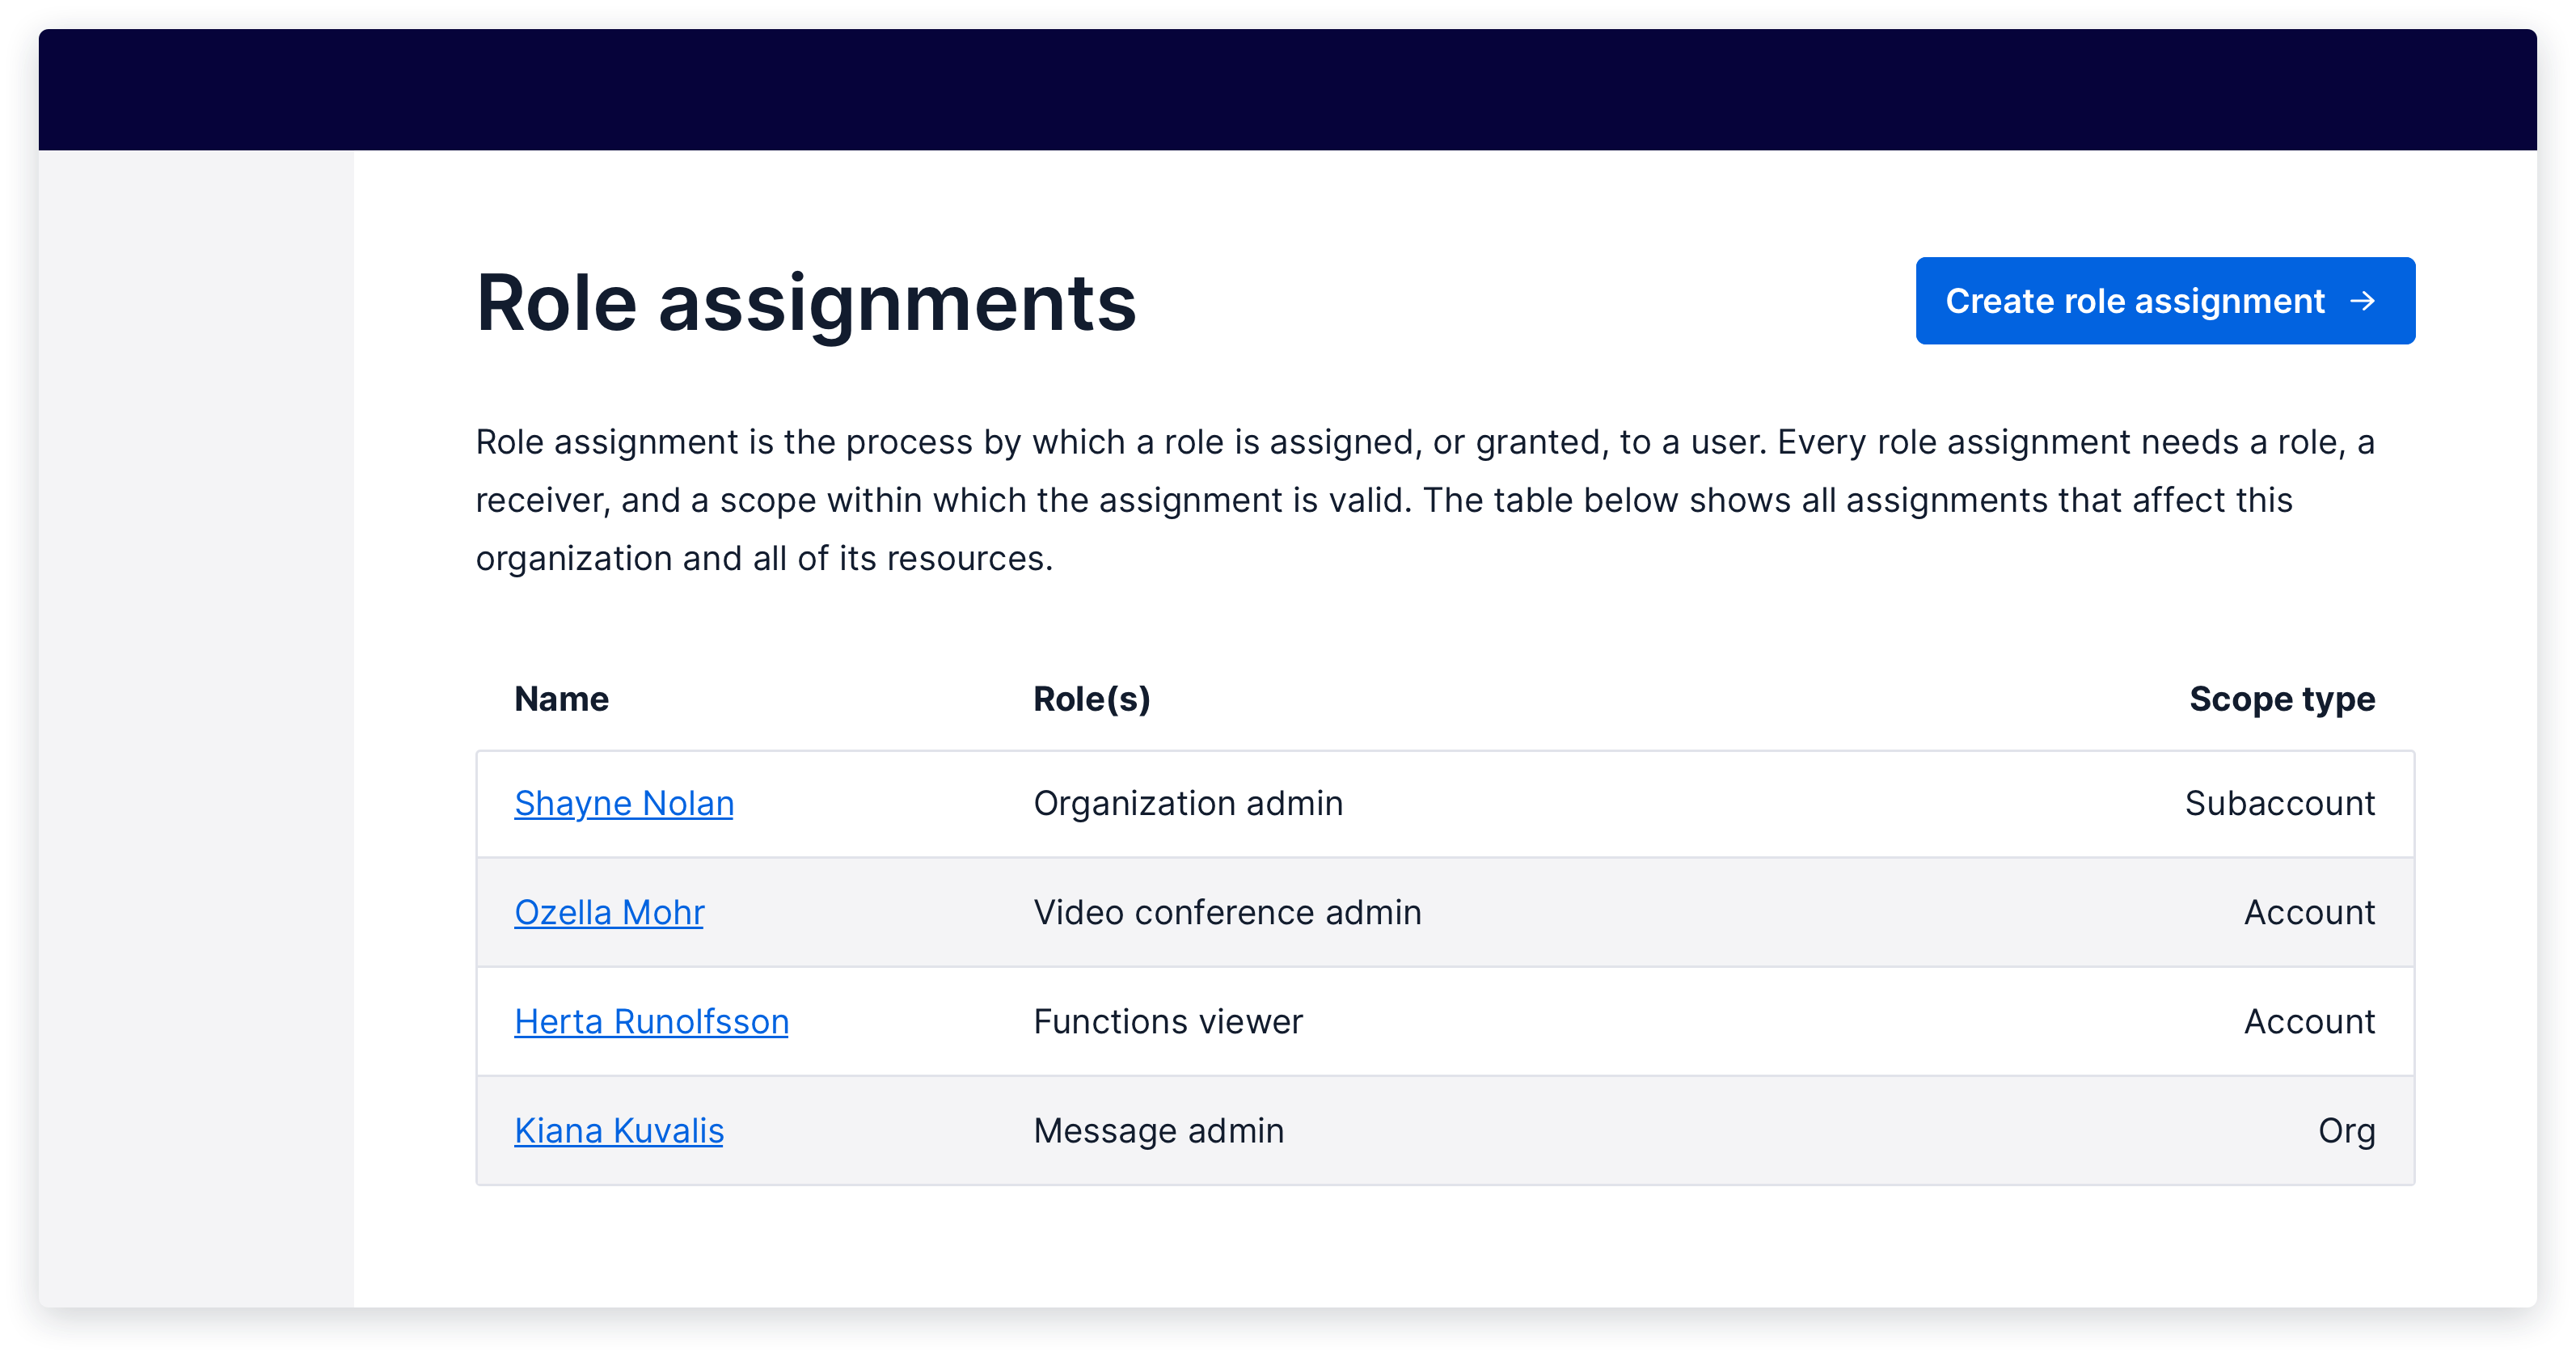 Role assignments
Create role assignment →
Role assignment is the process by which a role is assigned, or granted, to a user. Every role assignment needs a role, a
receiver, and a scope within which the assignment is valid. The table below shows all assignments that affect this
organization and all of its resources.
Name Role(s) Scope type
Shayne Nolan Organization admin Subaccount
Ozella Mohr Video conference admin Account
Herta Runolfsson Functions viewer Account
Kiana Kuvalis Message admin Org